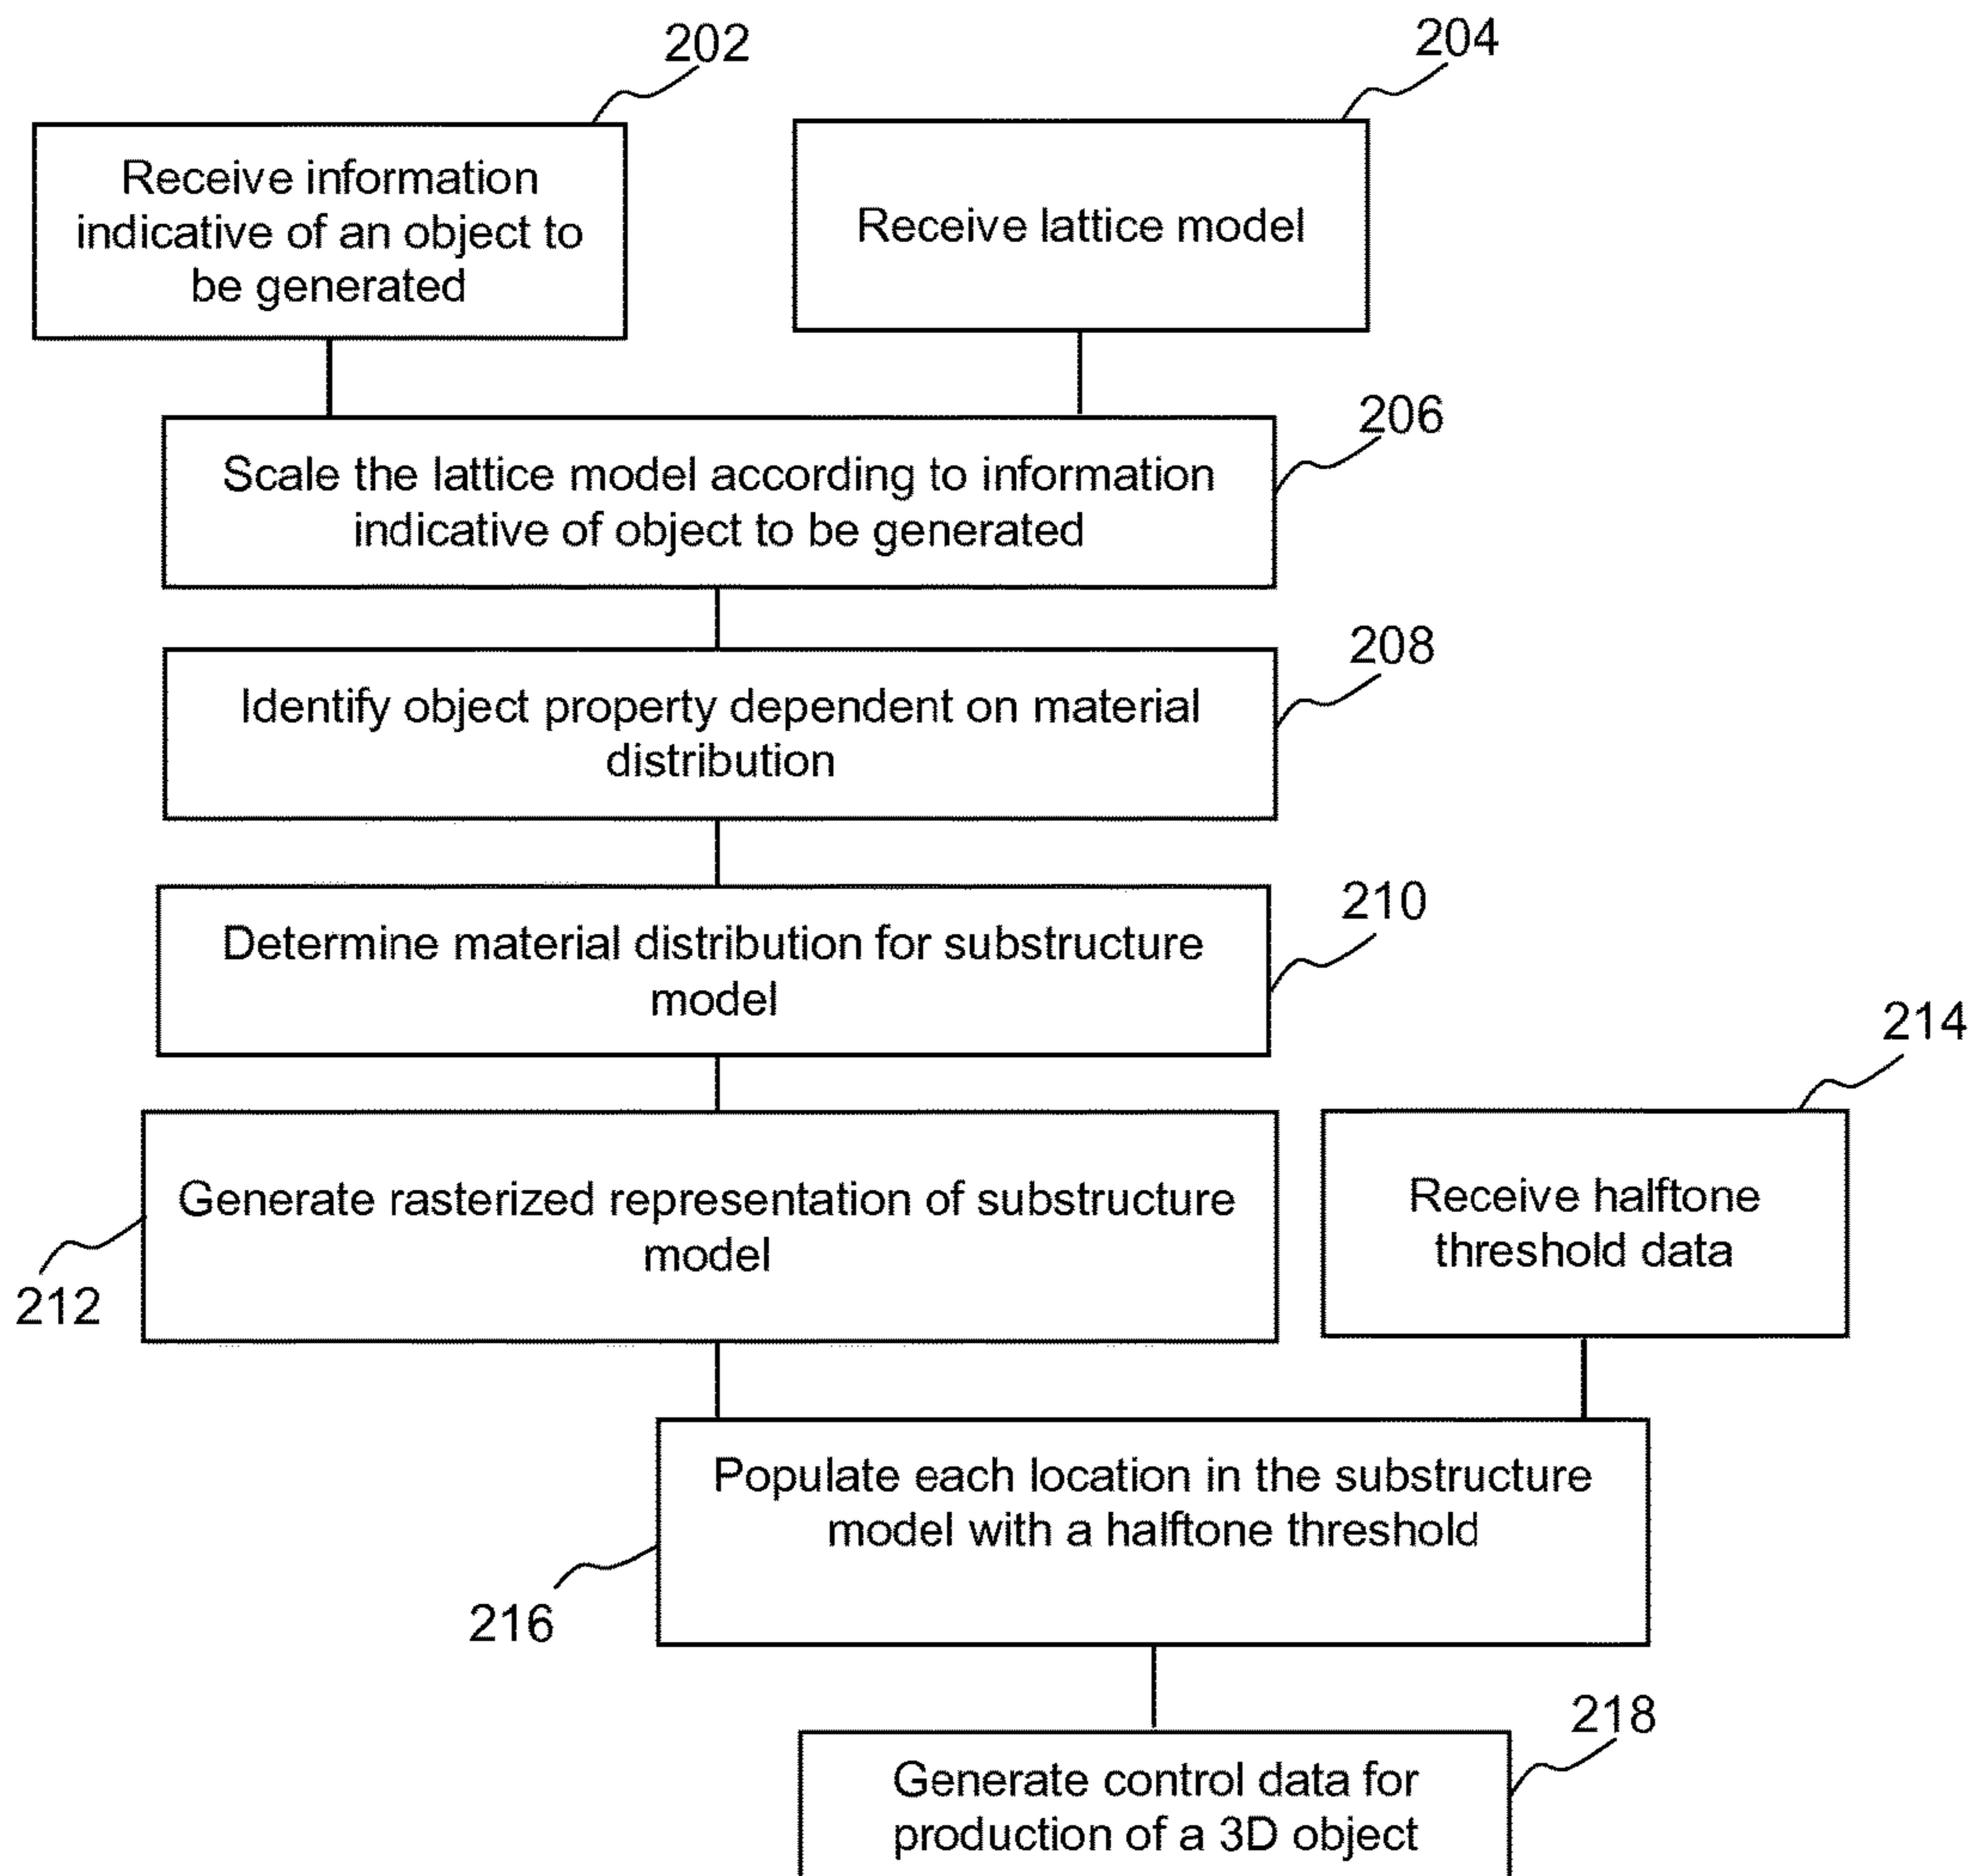 202
204
Receive information
indicative of an object to
be generated
Receive lattice model
206
Scale the lattice model according to information
indicative of object to be generated
208
Identify object property dependent on material
distribution
210
Determine material distribution for substructure
model
214
Generate rasterized representation of substructure
model
212
Receive halftone
threshold data
Populate each location in the substructure
model with a halftone threshold
216
218
Generate control data for
production of a 3D object